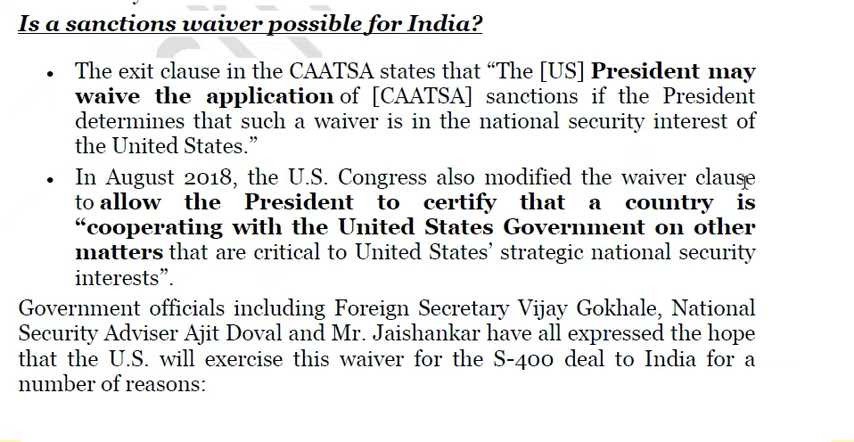 Is a sanctions waiver possible for India?
• The exit clause in the CAATSA states that “The [US] President may
waive the application of [CAATSA] sanctions if the President
determines that such a waiver is in the national security interest of
the United States.”
• In August 2018, the U.S. Congress also modified the waiver clause
to allow the President to certify that a country is
“cooperating with the United States Government on other
matters that are critical to United States’ strategic national security
interests”.
Government officials including Foreign Secretary Vijay Gokhale, National
Security Adviser Ajit Doval and Mr. Jaishankar have all expressed the hope
that the U.S. will exercise this waiver for the S-400 deal to India for a
number of reasons: